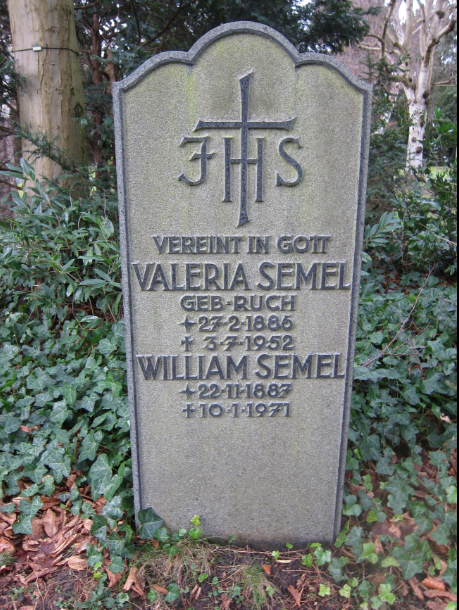 JHS
VEREINT IN GOTT
VALERIA SEMEL
GEB·RUCH
✦27·2·1886
✝ 3·7·1952
WILLIAM SEMEL
✦22·11·1887
✝10·1·1971